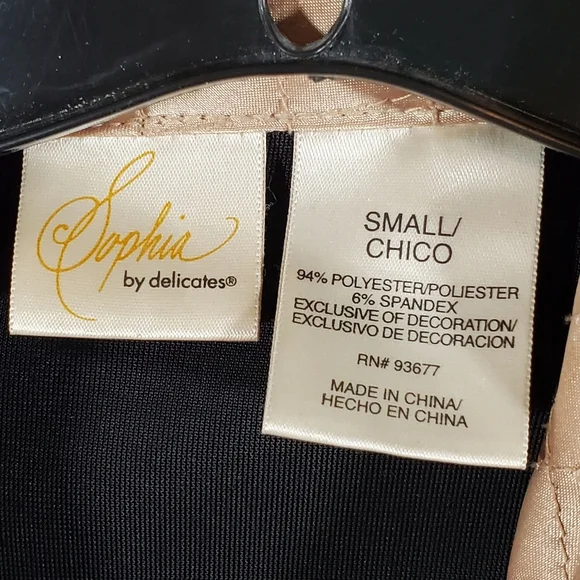 Sophia
by delicates®
SMALL/
CHICO
94% POLYESTER/POLIESTER
6% SPANDEX
EXCLUSIVE OF DECORATION/
EXCLUSIVO DE DECORACION
RN# 93677
MADE IN CHINA/
HECHO EN CHINA